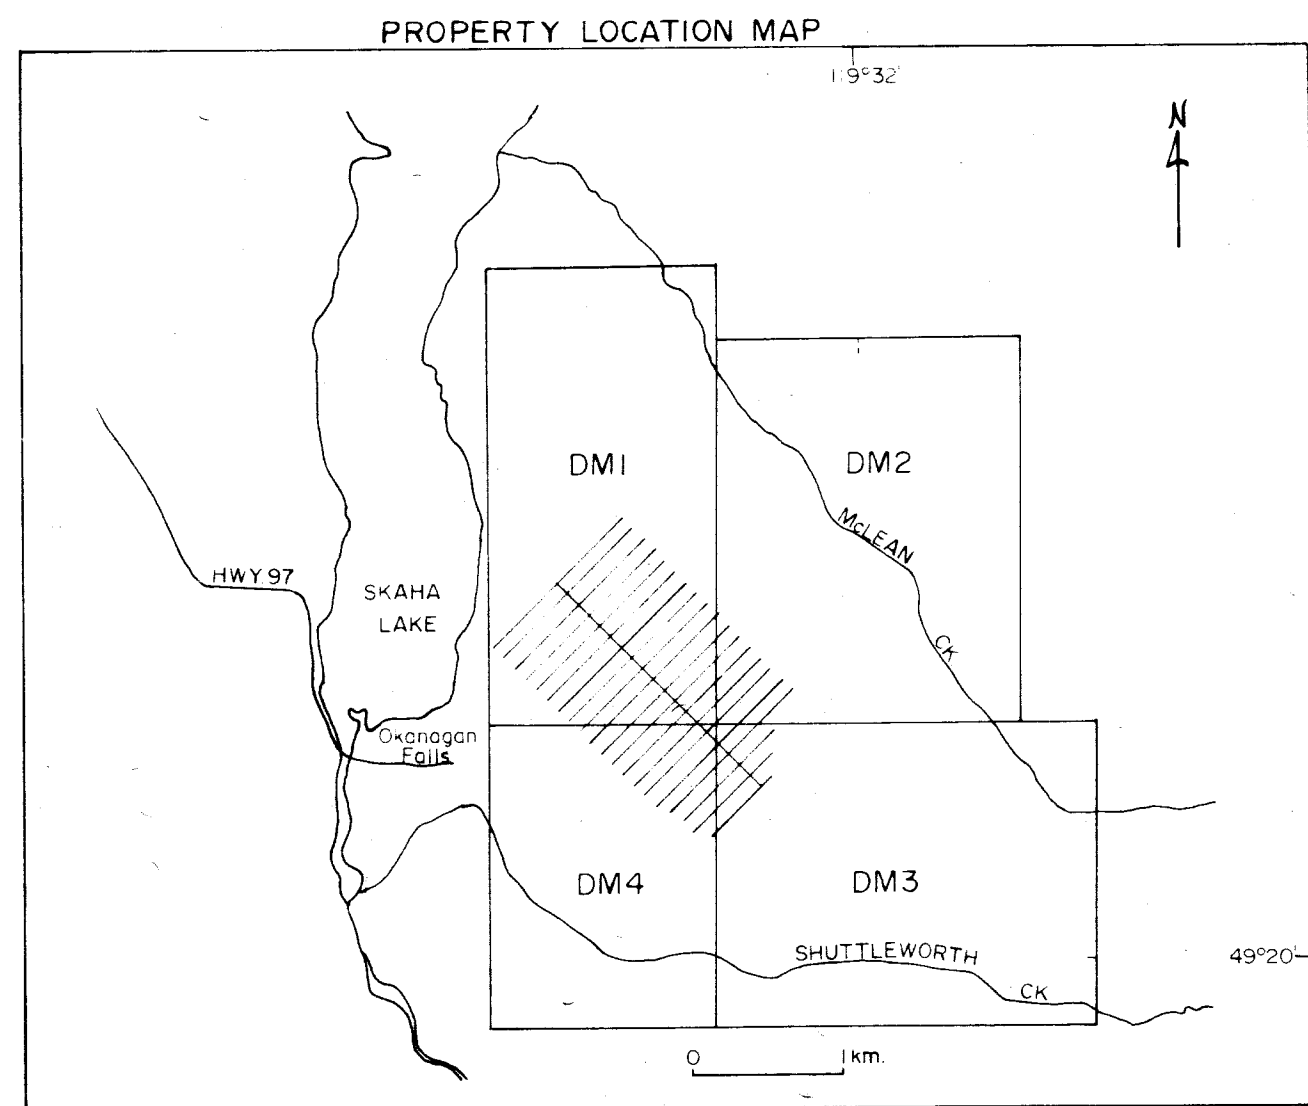 PROPERTY LOCATION MAP
119°32'
N
DM1
DM2
McLEAN
CK
HWY. 97
SKAHA
LAKE
Okanagan
Falls
DM4
DM3
SHUTTLEWORTH
CK
49°20'
0 1 km.